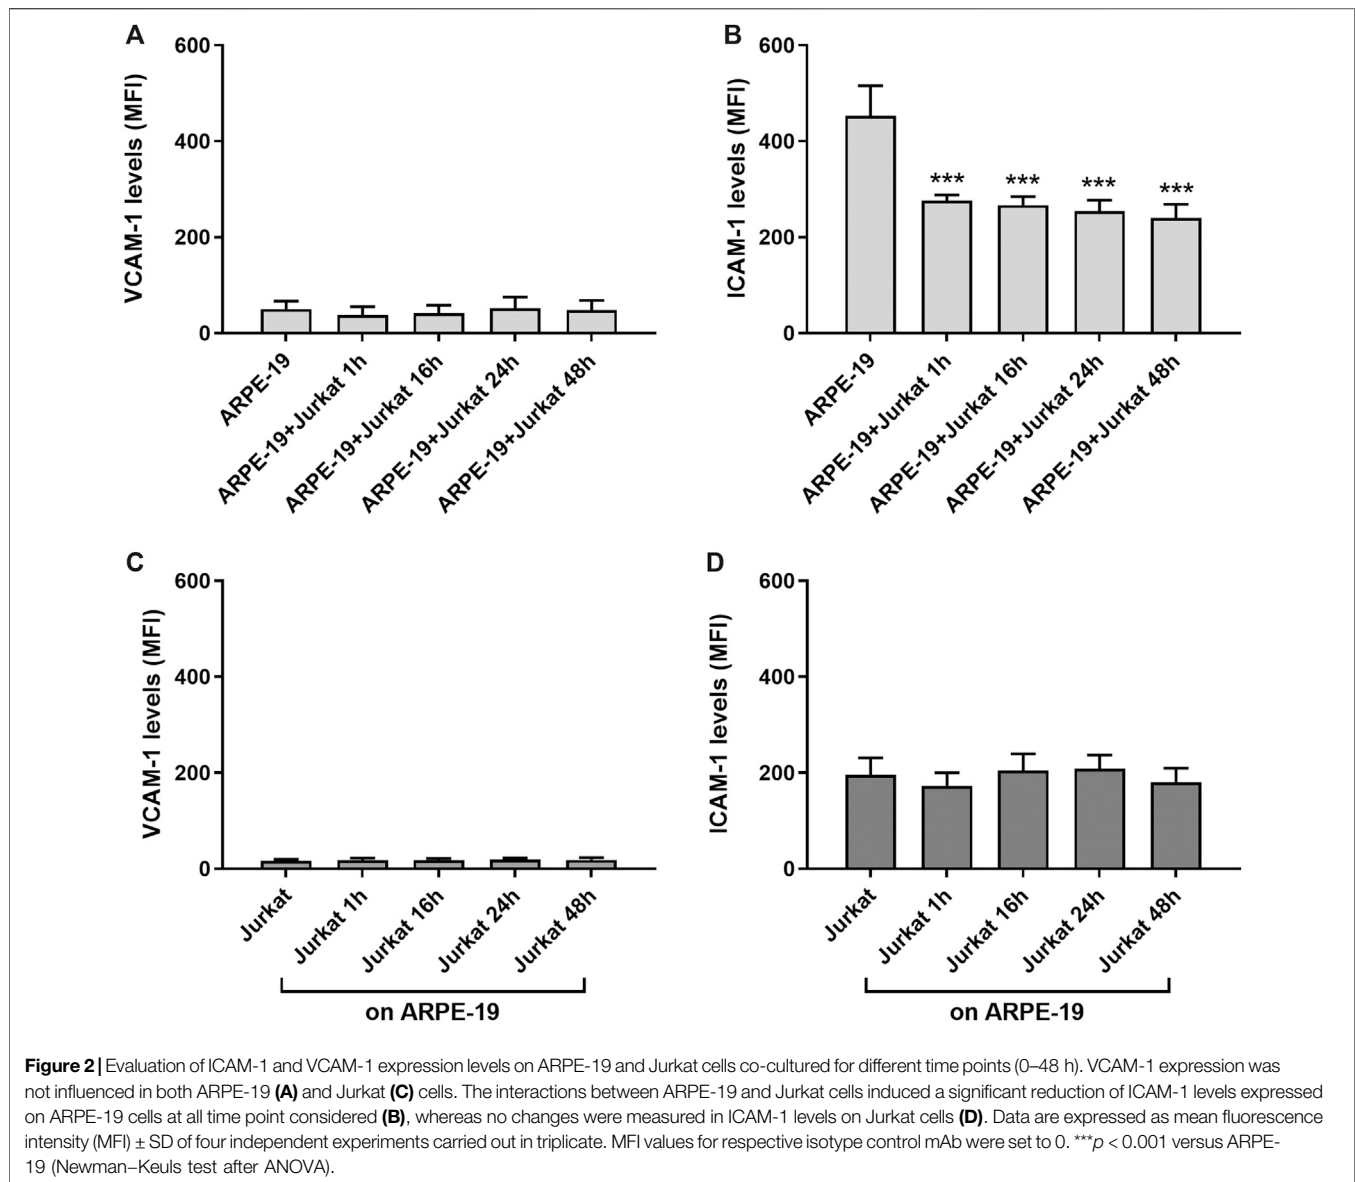 A
VCAM-1 levels (MFI)
600
400
200
0
ARPE-19
ARPE-19+Jurkat 1h
ARPE-19+Jurkat 16h
ARPE-19+Jurkat 24h
ARPE-19+Jurkat 48h
B
ICAM-1 levels (MFI)
600
400
200
0
***
***
***
***
ARPE-19
ARPE-19+Jurkat 1h
ARPE-19+Jurkat 16h
ARPE-19+Jurkat 24h
ARPE-19+Jurkat 48h
C
VCAM-1 levels (MFI)
600
400
200
0
Jurkat
Jurkat 1h
Jurkat 16h
Jurkat 24h
Jurkat 48h
on ARPE-19
D
ICAM-1 levels (MFI)
600
400
200
0
Jurkat
Jurkat 1h
Jurkat 16h
Jurkat 24h
Jurkat 48h
on ARPE-19
Figure 2 | Evaluation of ICAM-1 and VCAM-1 expression levels on ARPE-19 and Jurkat cells co-cultured for different time points (0–48 h). VCAM-1 expression was
not influenced in both ARPE-19 (A) and Jurkat (C) cells. The interactions between ARPE-19 and Jurkat cells induced a significant reduction of ICAM-1 levels expressed
on ARPE-19 cells at all time point considered (B), whereas no changes were measured in ICAM-1 levels on Jurkat cells (D). Data are expressed as mean fluorescence
intensity (MFI) ± SD of four independent experiments carried out in triplicate. MFI values for respective isotype control mAb were set to 0. ***p < 0.001 versus ARPE-
19 (Newman–Keuls test after ANOVA).